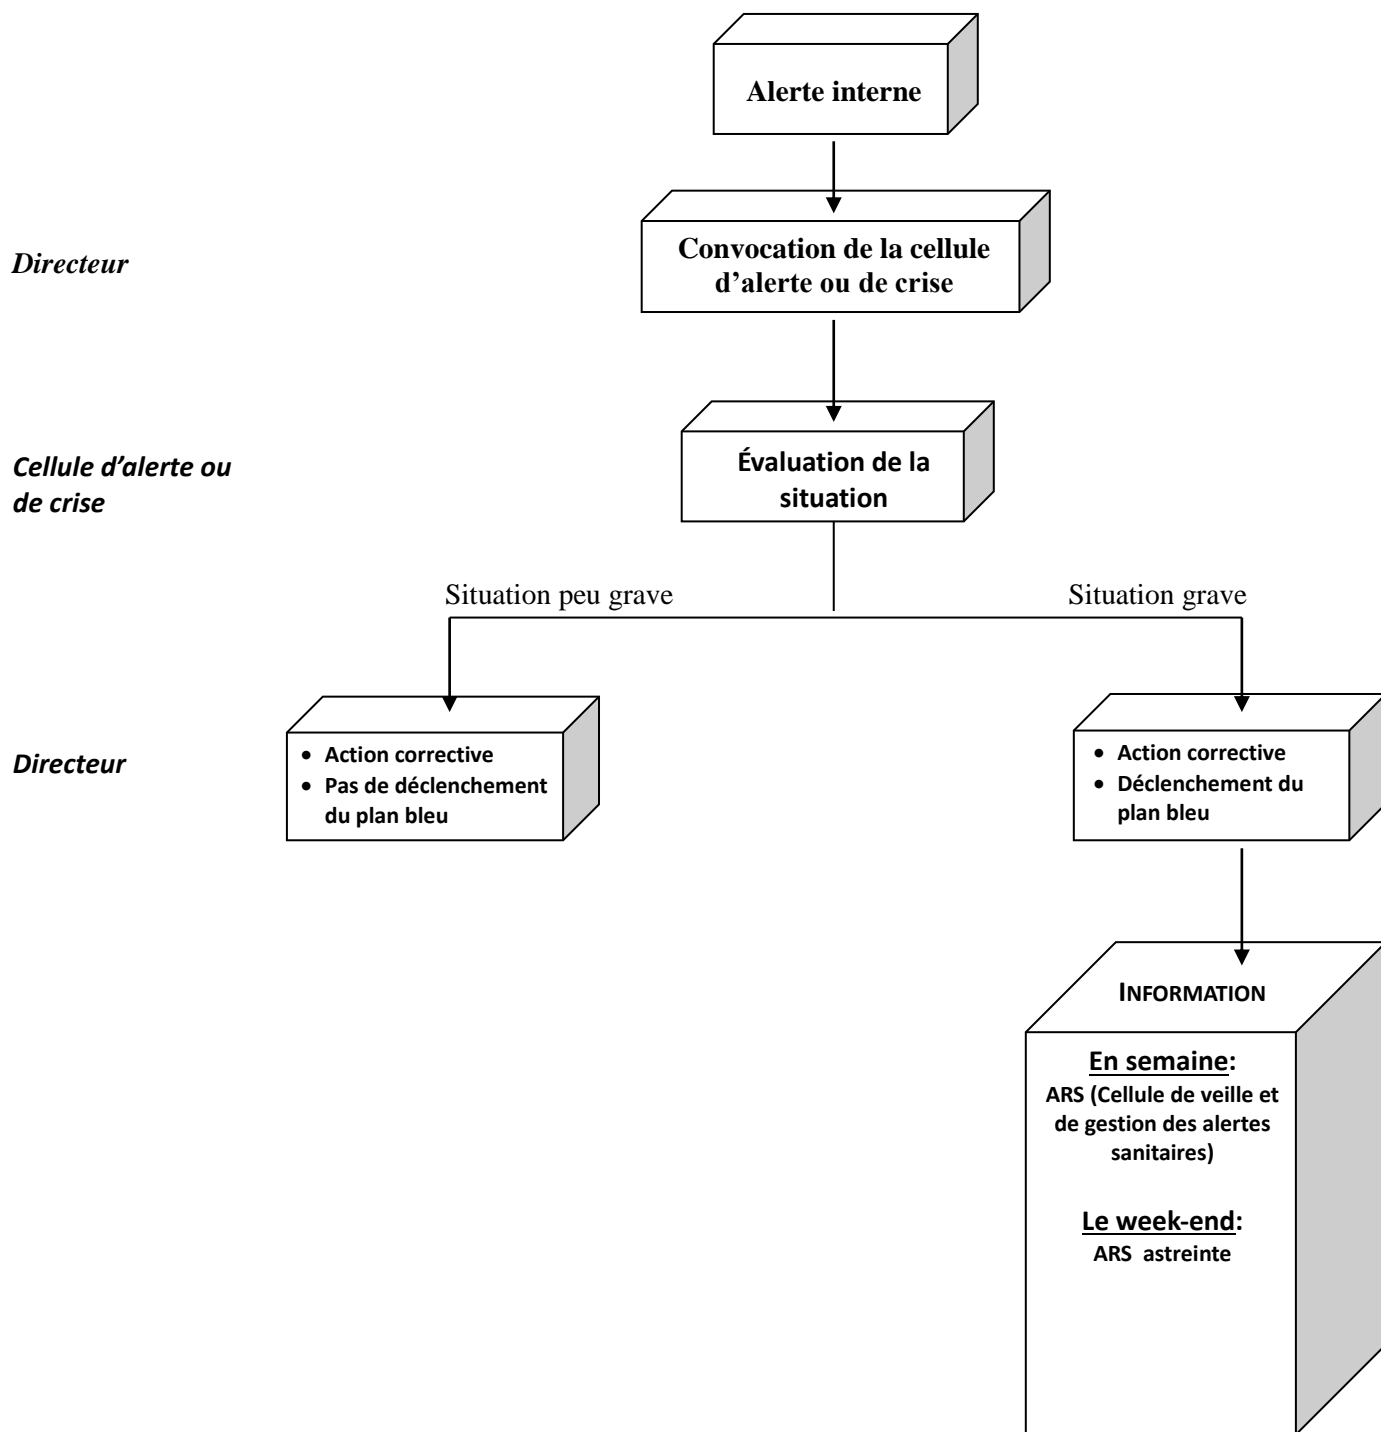 Alerte interne
Directeur
Convocation de la cellule
d’alerte ou de crise
Cellule d’alerte ou
de crise
Évaluation de la
situation
Situation peu grave
Situation grave
Directeur
• Action corrective
• Pas de déclenchement
du plan bleu
• Action corrective
• Déclenchement du
plan bleu
INFORMATION
En semaine:
ARS (Cellule de veille et
de gestion des alertes
sanitaires)
Le week-end:
ARS astreinte